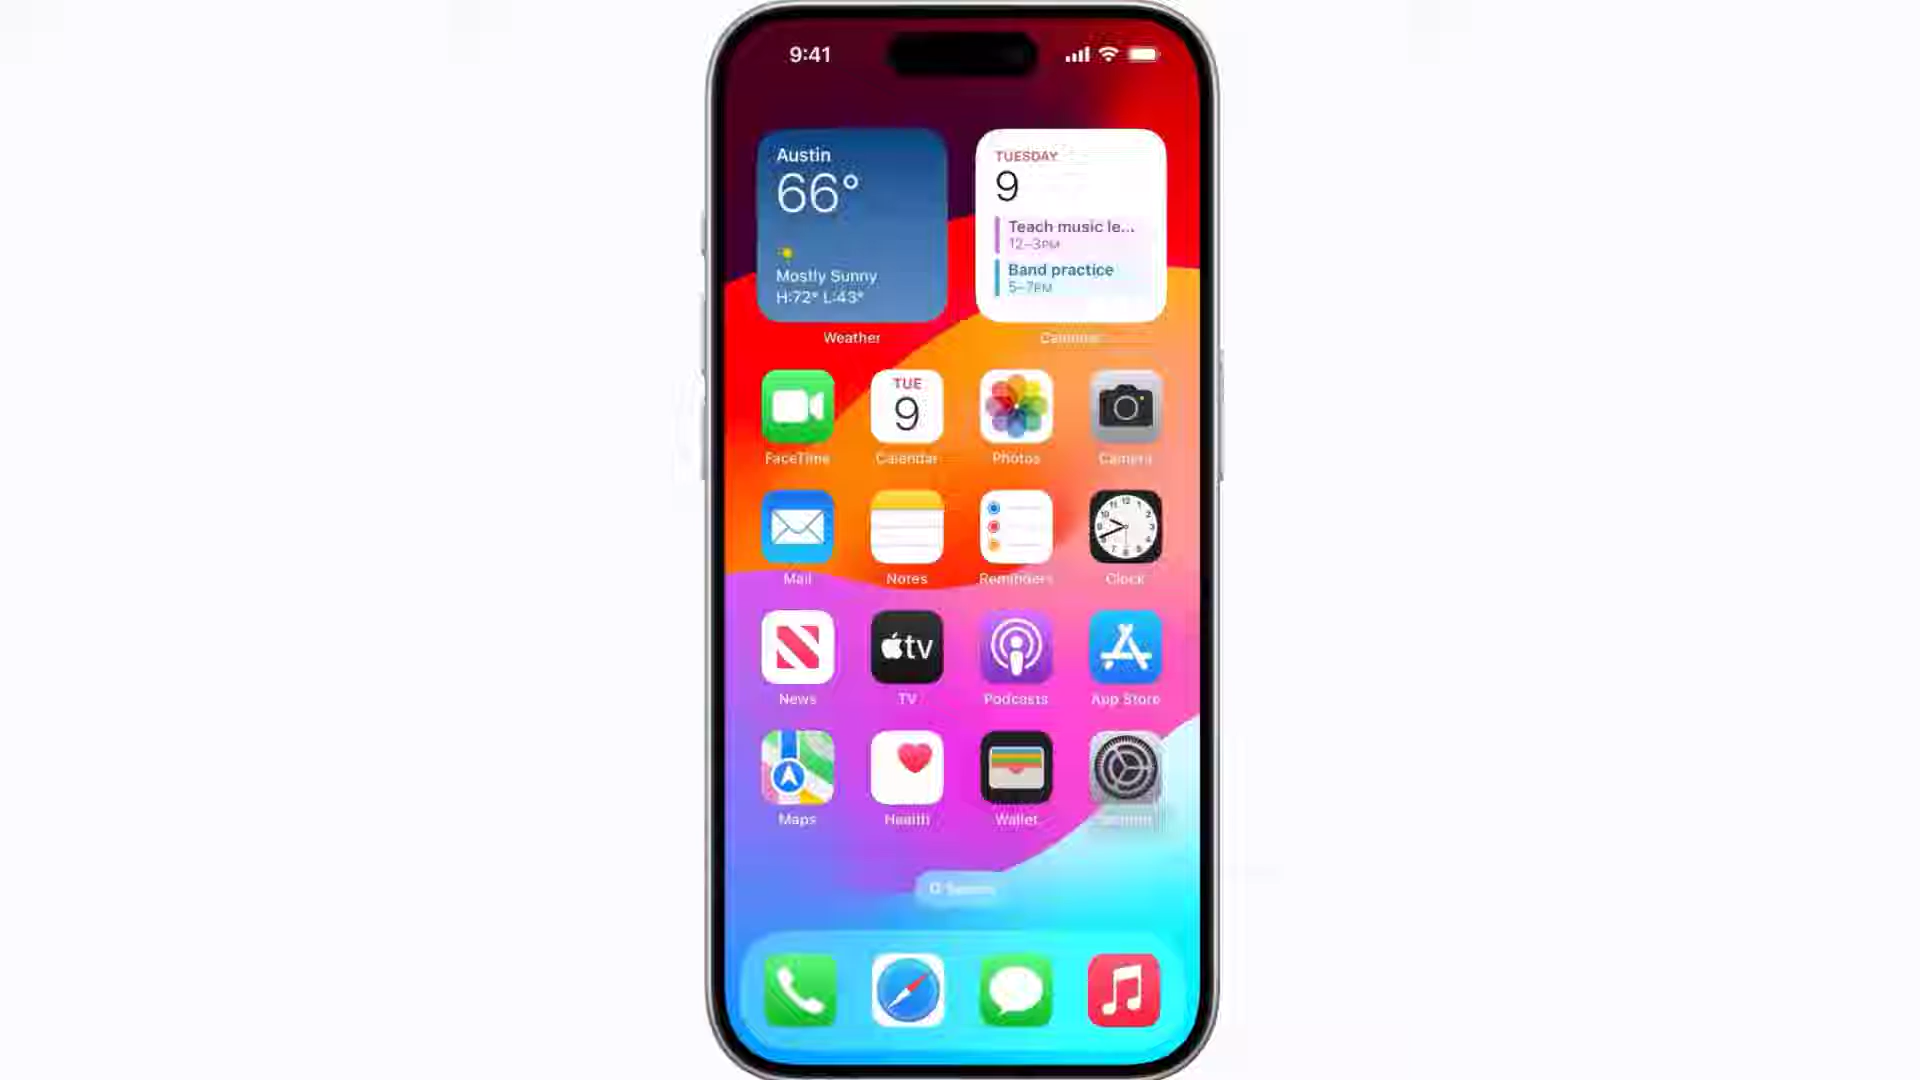 9:41
Austin
66°
Mostly Sunny
H:72° L:43°
Weather
TUESDAY
9
Teach music le...
12–3PM
Band practice
5–7PM
Calendar
FaceTime
TUE
9
Calendar
Photos
Camera
Mail
Notes
Reminders
Clock
News
tv
TV
Podcasts
App Store
Maps
Health
Wallet